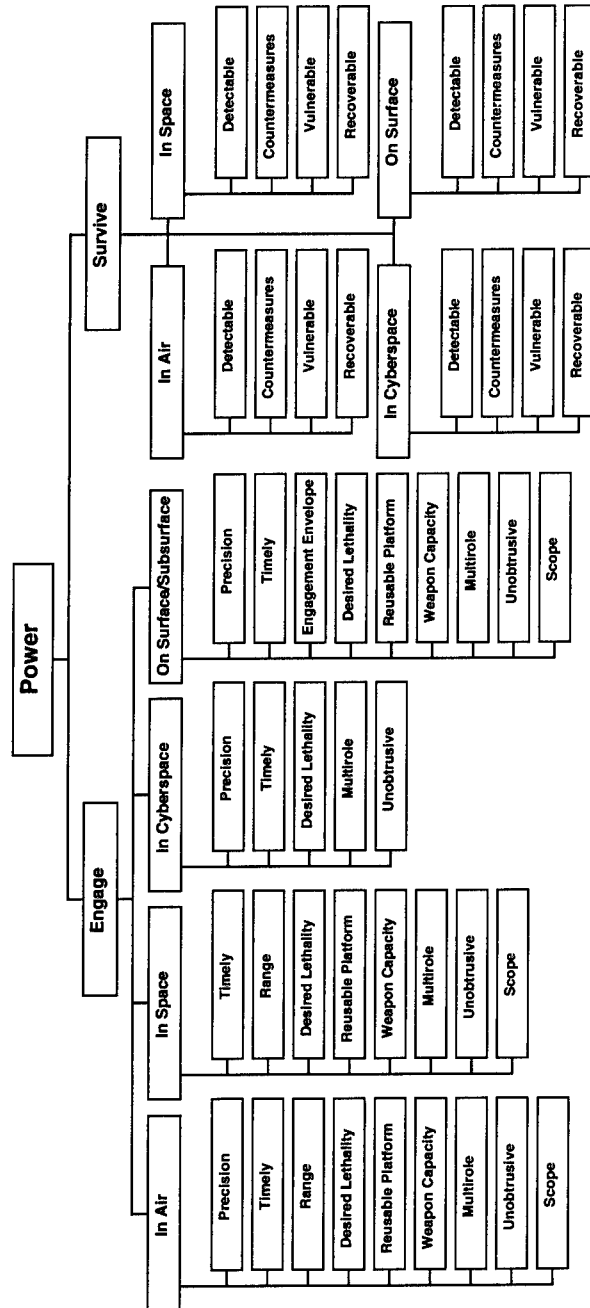 Power
Engage
In Air
Precision
Timely
Range
Desired Lethality
Reusable Platform
Weapon Capacity
Multirole
Unobtrusive
Scope
In Space
Timely
Range
Desired Lethality
Reusable Platform
Weapon Capacity
Multirole
Unobtrusive
Scope
In Cyberspace
Precision
Timely
Desired Lethality
Multirole
Unobtrusive
On Surface/Subsurface
Precision
Timely
Engagement Envelope
Desired Lethality
Reusable Platform
Weapon Capacity
Multirole
Unobtrusive
Scope
Survive
In Air
Detectable
Countermeasures
Vulnerable
Recoverable
In Space
Detectable
Countermeasures
Vulnerable
Recoverable
In Cyberspace
Detectable
Countermeasures
Vulnerable
Recoverable
On Surface
Detectable
Countermeasures
Vulnerable
Recoverable